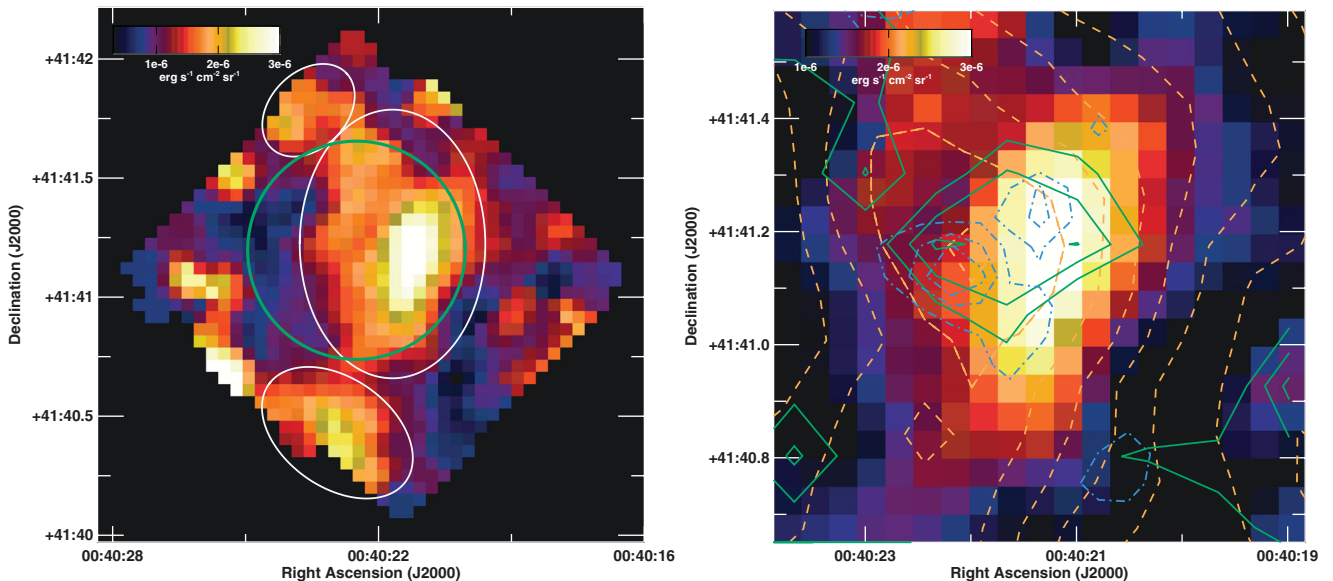 1e-6 2e-6 3e-6
erg s⁻¹ cm⁻² sr⁻¹
+41:42
+41:41.5
+41:41
+41:40.5
+41:40
Declination (J2000)
00:40:28 00:40:22 00:40:16
Right Ascension (J2000)
1e-6 2e-6 3e-6
erg s⁻¹ cm⁻² sr⁻¹
+41:41.4
+41:41.2
+41:41.0
+41:40.8
Declination (J2000)
00:40:23 00:40:21 00:40:19
Right Ascension (J2000)